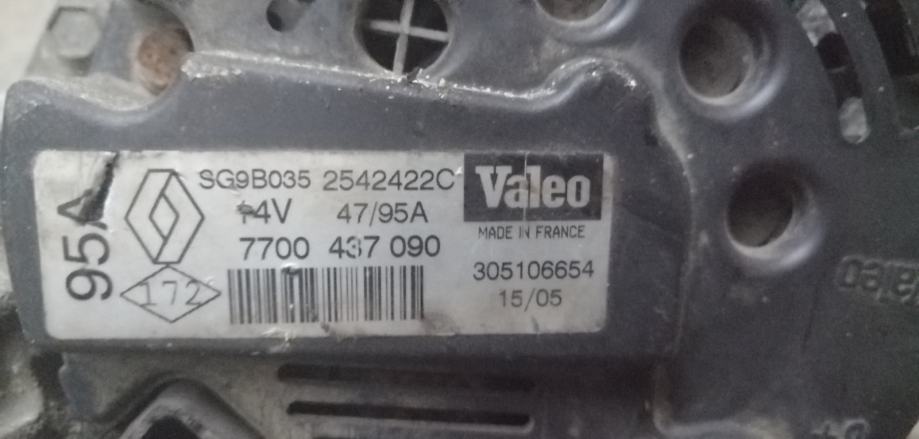 95A
SG9B035 2542422C
14V 47/95A
7700 437 090
172
Valeo
MADE IN FRANCE
305106654
15/05